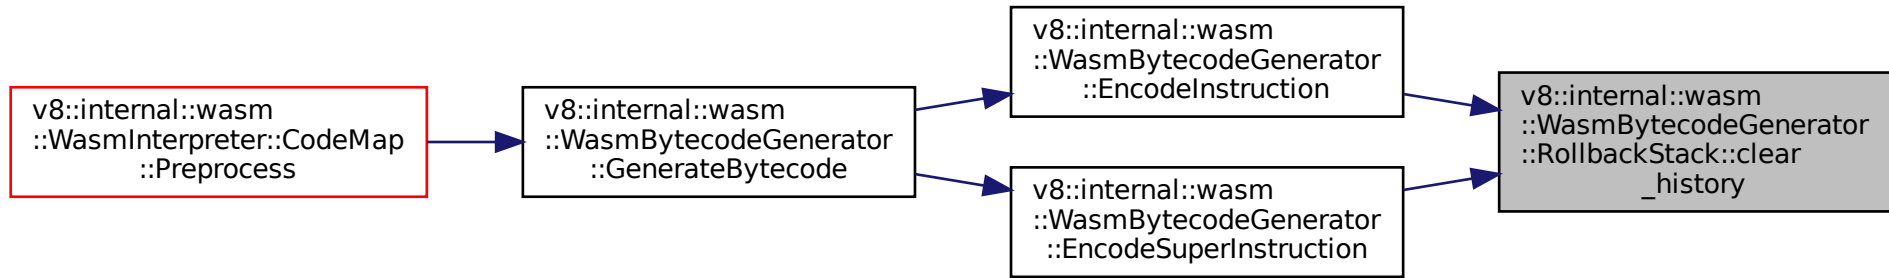 v8::internal::wasm
::WasmInterpreter::CodeMap
::Preprocess
v8::internal::wasm
::WasmBytecodeGenerator
::GenerateBytecode
v8::internal::wasm
::WasmBytecodeGenerator
::EncodeInstruction
v8::internal::wasm
::WasmBytecodeGenerator
::EncodeSuperInstruction
v8::internal::wasm
::WasmBytecodeGenerator
::RollbackStack::clear
_history